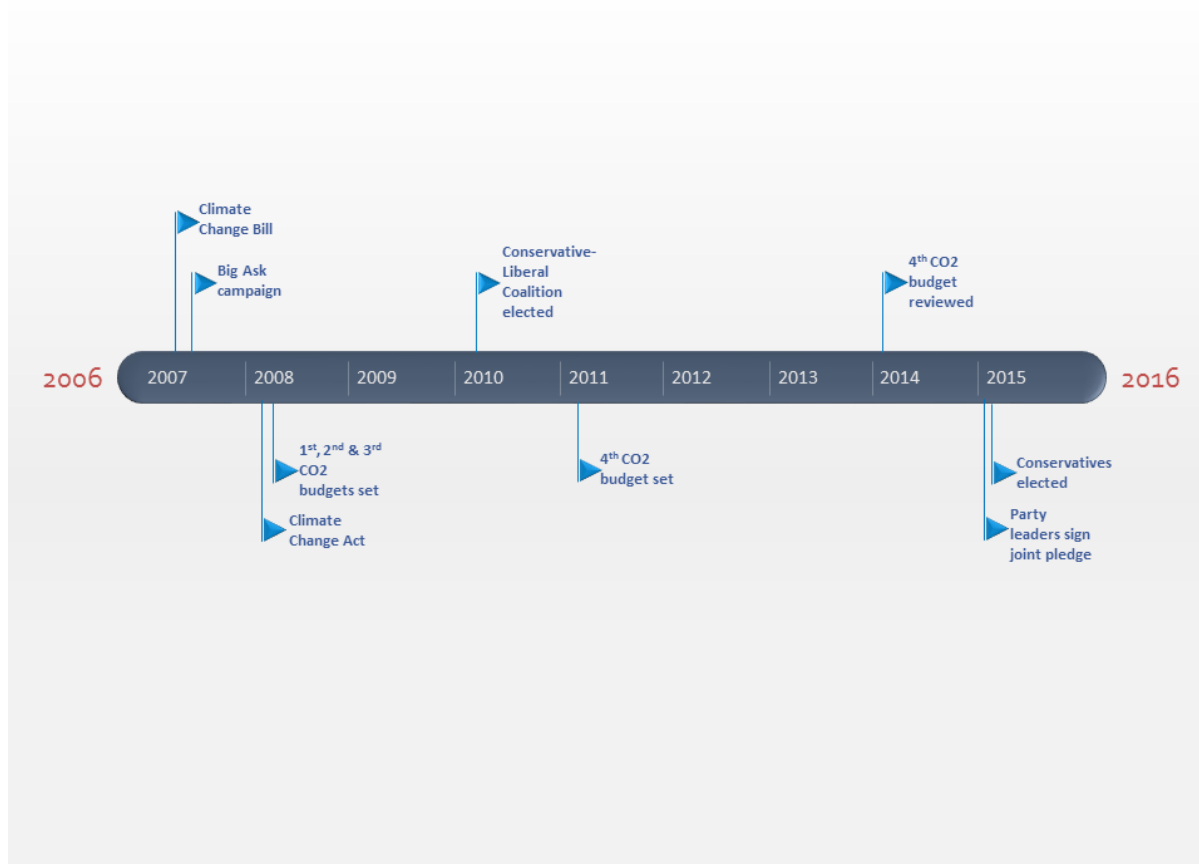 Climate
Change Bill
Big Ask
campaign
Conservative-
Liberal
Coalition
elected
4th CO2
budget
reviewed
2006
2007
2008
2009
2010
2011
2012
2013
2014
2015
2016
1st, 2nd & 3rd
CO2
budgets set
Climate
Change Act
4th CO2
budget set
Conservatives
elected
Party
leaders sign
joint pledge